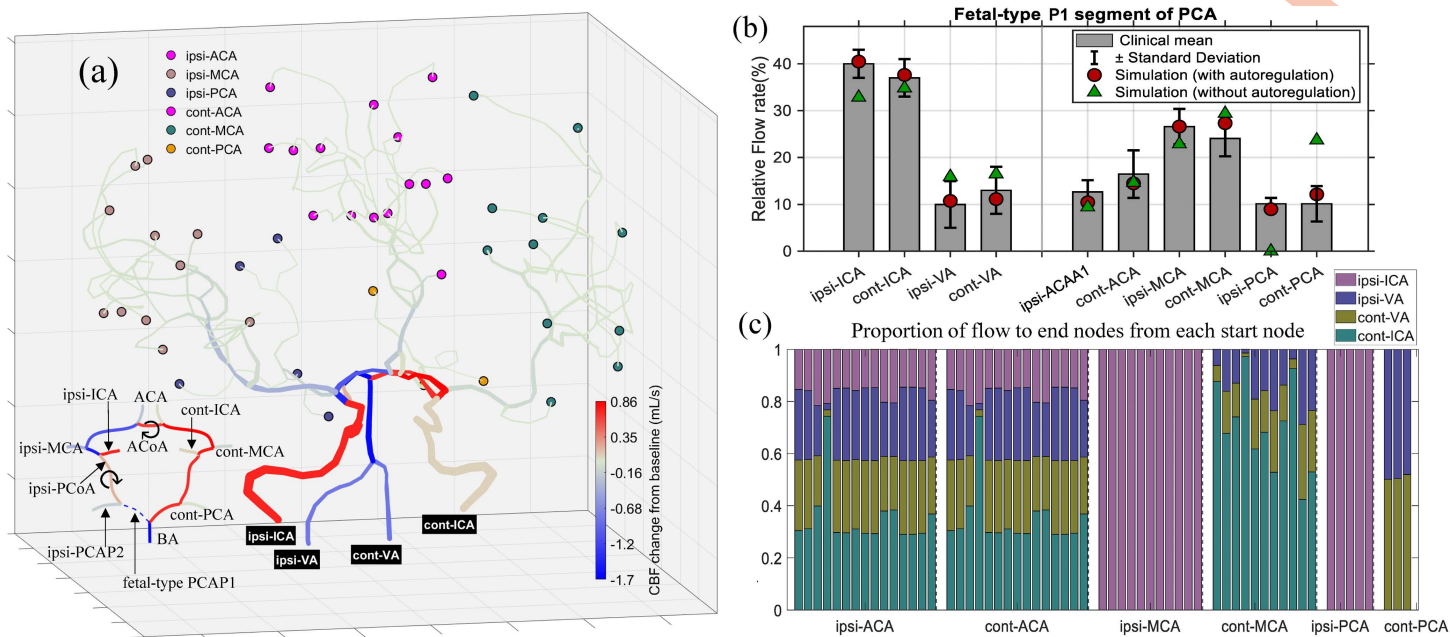 (a)
ipsi-ACA
ipsi-MCA
ipsi-PCA
cont-ACA
cont-MCA
cont-PCA
ipsi-ICA
ACA
cont-ICA
ipsi-MCA
ACoA
cont-MCA
ipsi-PCoA
cont-PCA
BA
ipsi-PCAP2
fetal-type PCAP1
ipsi-ICA
ipsi-VA
cont-VA
cont-ICA
0.86
0.35
-0.16
-0.68
-1.2
-1.7
CBF change from baseline (mL/s)
(b)
Fetal-type P1 segment of PCA
Clinical mean
± Standard Deviation
Simulation (with autoregulation)
Simulation (without autoregulation)
Relative Flow rate(%)
40
30
20
10
0
ipsi-ICA
cont-ICA
ipsi-VA
cont-VA
ipsi-ACAA1
cont-ACA
ipsi-MCA
cont-MCA
ipsi-PCA
cont-PCA
ipsi-ICA
ipsi-VA
cont-VA
cont-ICA
(c)
Proportion of flow to end nodes from each start node
1
0.8
0.6
0.4
0.2
0
ipsi-ACA
cont-ACA
ipsi-MCA
cont-MCA
ipsi-PCA
cont-PCA